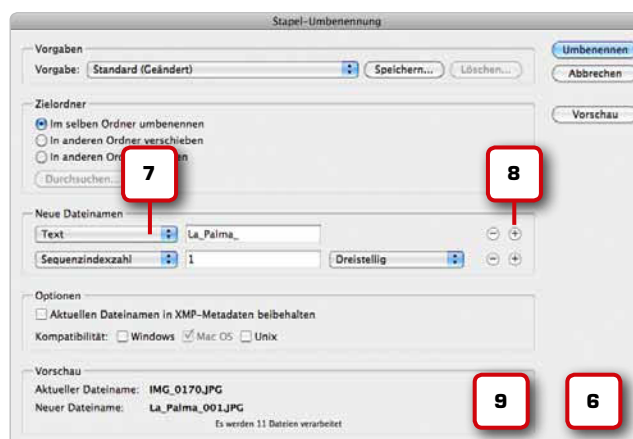 Stapel-Umbenennung
Vorgaben
Vorgabe: Standard (Geändert) Speichern... Löschen...
Umbenennen
Abbrechen
Zielordner
Vorschau
Im selben Ordner umbenennen
In anderen Ordner verschieben
In anderen
Durchsuchen...
7
8
Neue Dateinamen
Text La_Palma_
Sequenzindexzahl 1 Dreistellig
Optionen
Aktuellen Dateinamen in XMP-Metadaten beibehalten
Kompatibilität: Windows Mac OS Unix
Vorschau
Aktueller Dateiname: IMG_0170.JPG
Neuer Dateiname: La_Palma_001.JPG
Es werden 11 Dateien verarbeitet
9
6